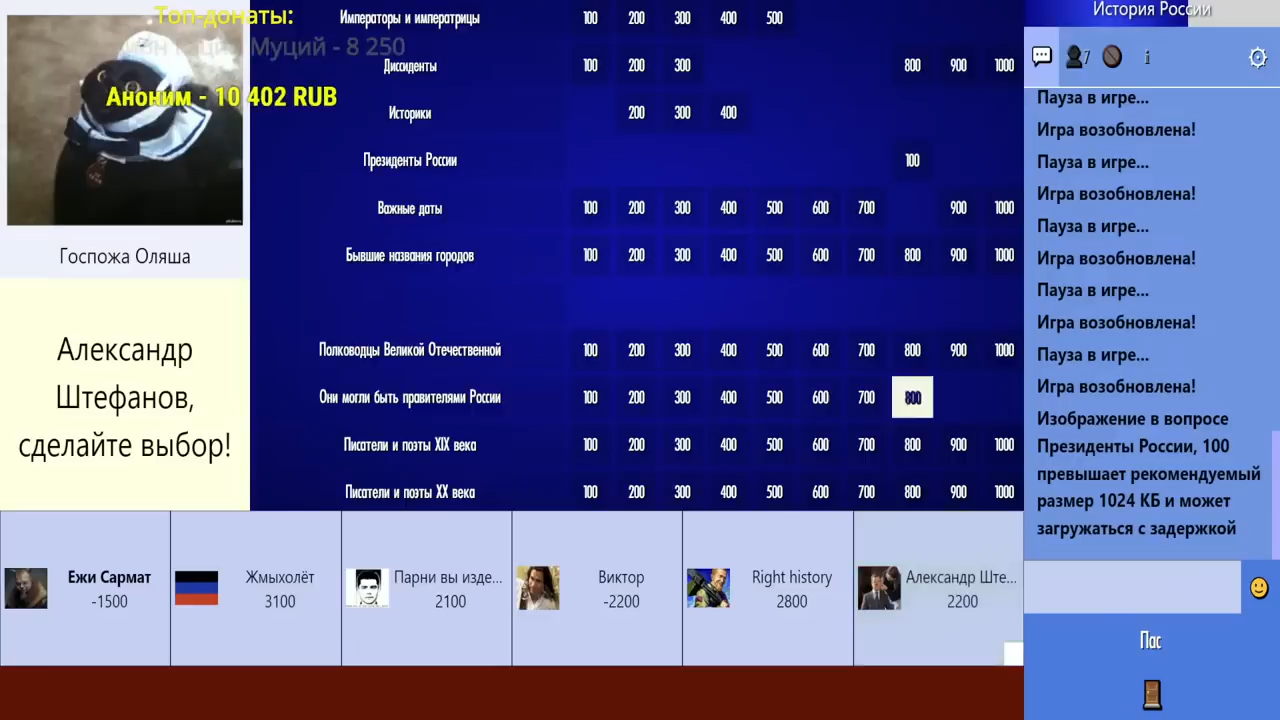 Топ-донаты:
Муций - 8 250
Аноним - 10 402 RUB
Госпожа Оляша
Александр
Штефанов,
сделайте выбор!
Императоры и императрицы 100 200 300 400 500
Диссиденты 100 200 300 800 900 1000
Историки 200 300 400
Президенты России 100
Важные даты 100 200 300 400 500 600 700 900 1000
Бывшие названия городов 100 200 300 400 500 600 700 800 900 1000
Полководцы Великой Отечественной 100 200 300 400 500 600 700 800 900 1000
Они могли быть правителями России 100 200 300 400 500 600 700 800
Писатели и поэты XIX века 100 200 300 400 500 600 700 800 900 1000
Писатели и поэты XX века 100 200 300 400 500 600 700 800 900 1000
Ежи Сармат
-1500
Жмыхолёт
3100
Парни вы изде...
2100
Виктор
-2200
Right history
2800
Александр Ште...
2200
История России
7
i
Пауза в игре...
Игра возобновлена!
Пауза в игре...
Игра возобновлена!
Пауза в игре...
Игра возобновлена!
Пауза в игре...
Игра возобновлена!
Пауза в игре...
Игра возобновлена!
Изображение в вопросе
Президенты России, 100
превышает рекомендуемый
размер 1024 КБ и может
загружаться с задержкой
Пас